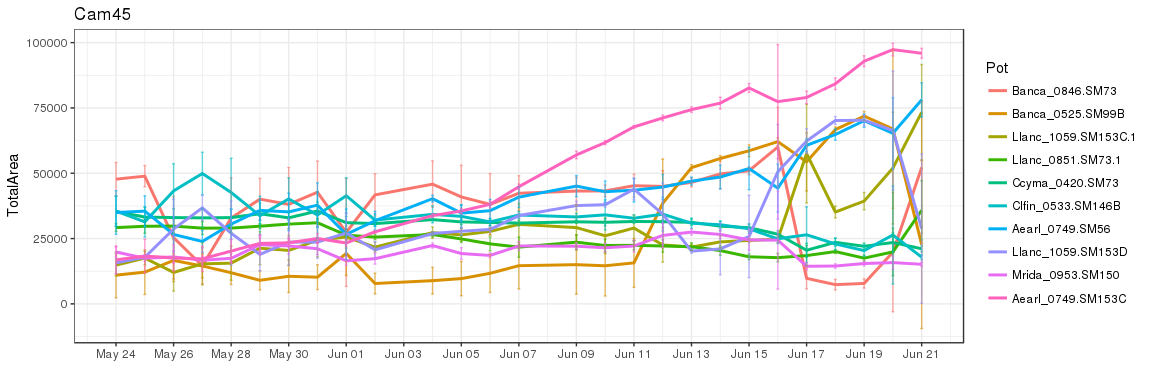 Cam45
TotalArea
100000
75000
50000
25000
0
May 24 May 26 May 28 May 30 Jun 01 Jun 03 Jun 05 Jun 07 Jun 09 Jun 11 Jun 13 Jun 15 Jun 17 Jun 19 Jun 21
Pot
Banca_0846.SM73
Banca_0525.SM99B
Llanc_1059.SM153C.1
Llanc_0851.SM73.1
Ccyma_0420.SM73
Clfin_0533.SM146B
Aearl_0749.SM56
Llanc_1059.SM153D
Mrida_0953.SM150
Aearl_0749.SM153C